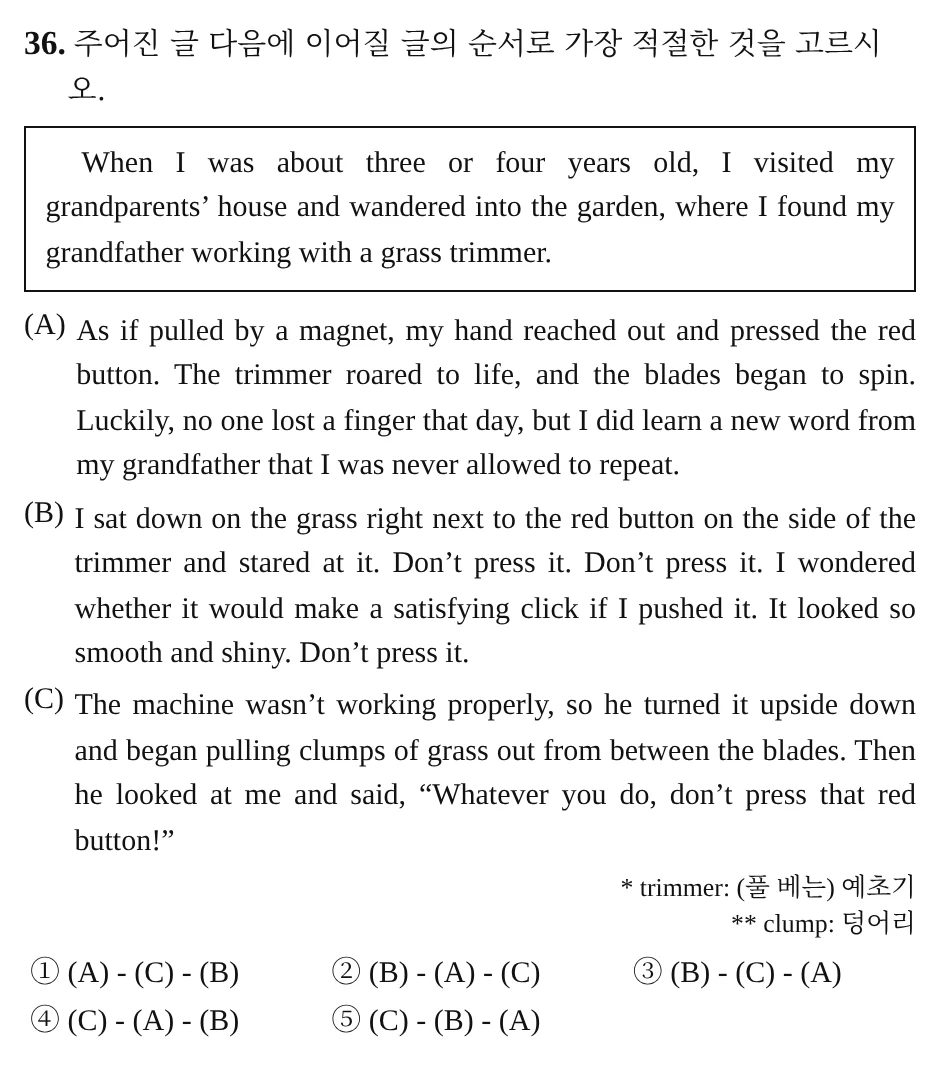 36. 주어진 글 다음에 이어질 글의 순서로 가장 적절한 것을 고르시
오.
When I was about three or four years old, I visited my
grandparents’ house and wandered into the garden, where I found my
grandfather working with a grass trimmer.
(A) As if pulled by a magnet, my hand reached out and pressed the red
button. The trimmer roared to life, and the blades began to spin.
Luckily, no one lost a finger that day, but I did learn a new word from
my grandfather that I was never allowed to repeat.
(B) I sat down on the grass right next to the red button on the side of the
trimmer and stared at it. Don’t press it. Don’t press it. I wondered
whether it would make a satisfying click if I pushed it. It looked so
smooth and shiny. Don’t press it.
(C) The machine wasn’t working properly, so he turned it upside down
and began pulling clumps of grass out from between the blades. Then
he looked at me and said, “Whatever you do, don’t press that red
button!”
* trimmer: (풀 베는) 예초기
** clump: 덩어리
① (A) - (C) - (B) ② (B) - (A) - (C) ③ (B) - (C) - (A)
④ (C) - (A) - (B) ⑤ (C) - (B) - (A)